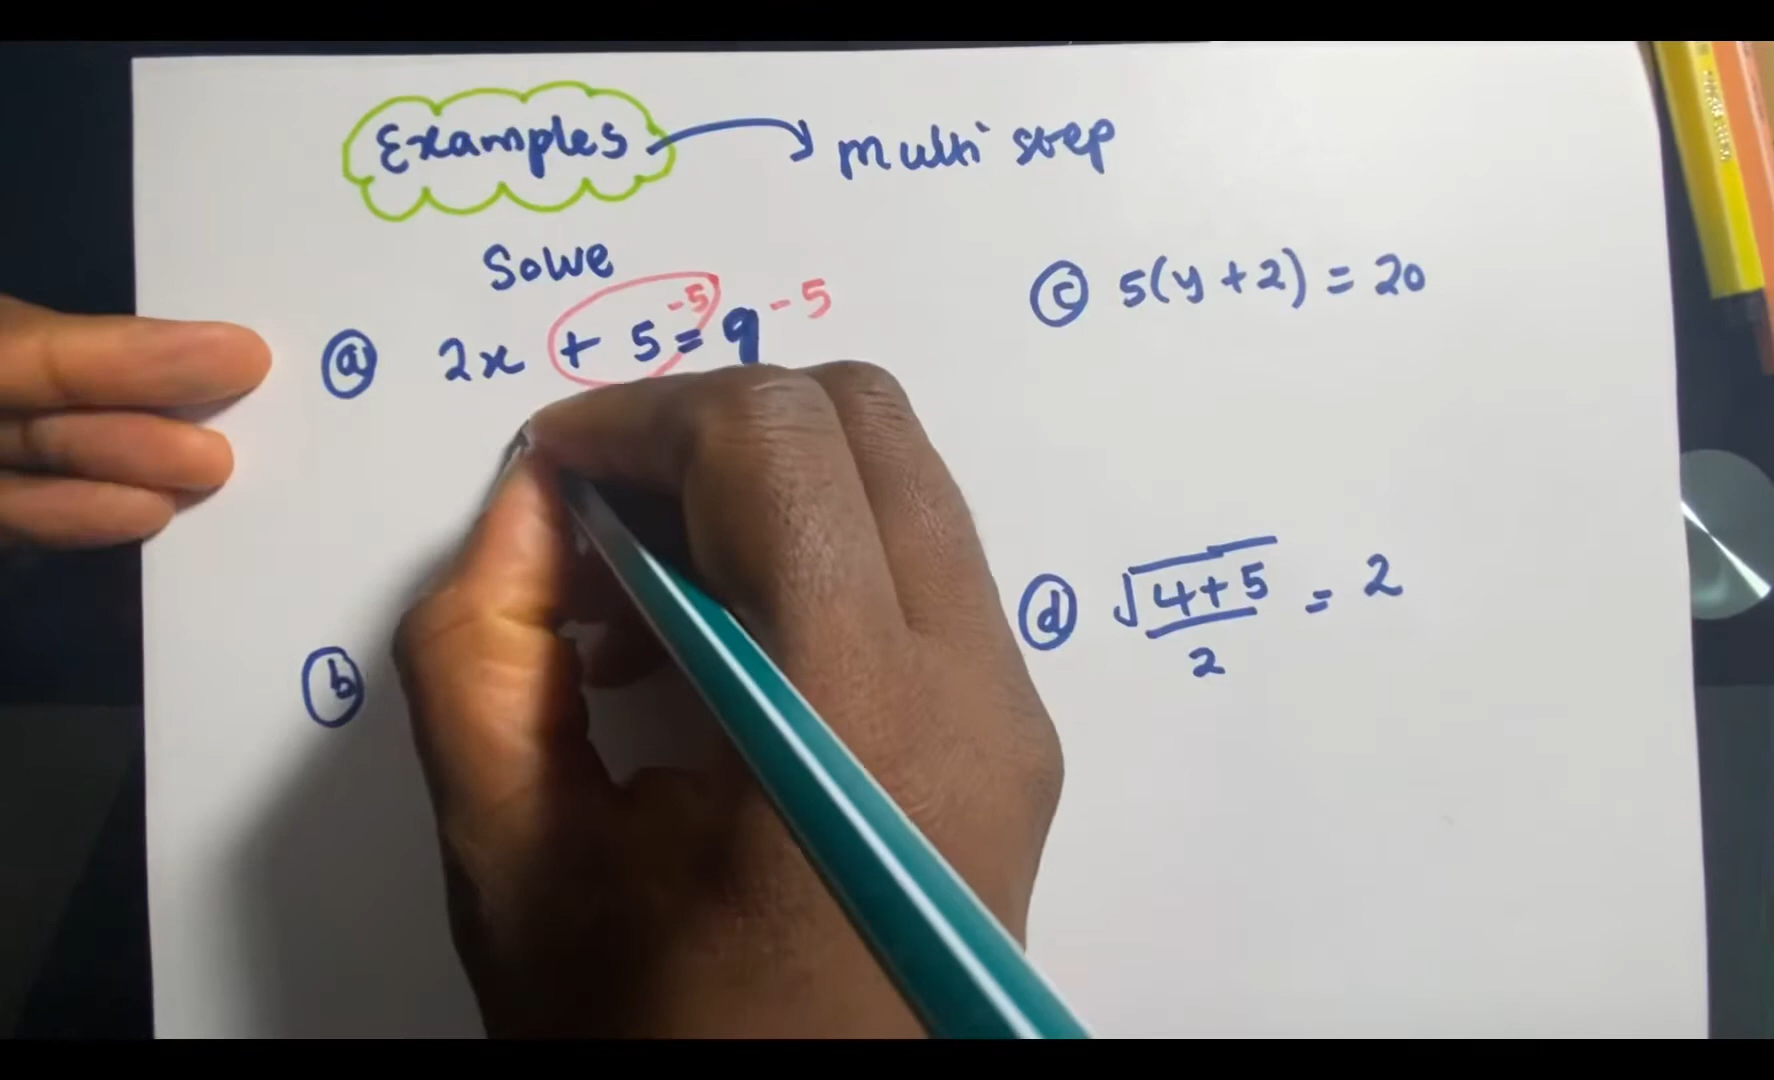 Examples → multi step
Solve
(a) 2x + 5 -5 = 9 - 5
(b)
(c) 5(y + 2) = 20
(d) √4+5 / 2 = 2